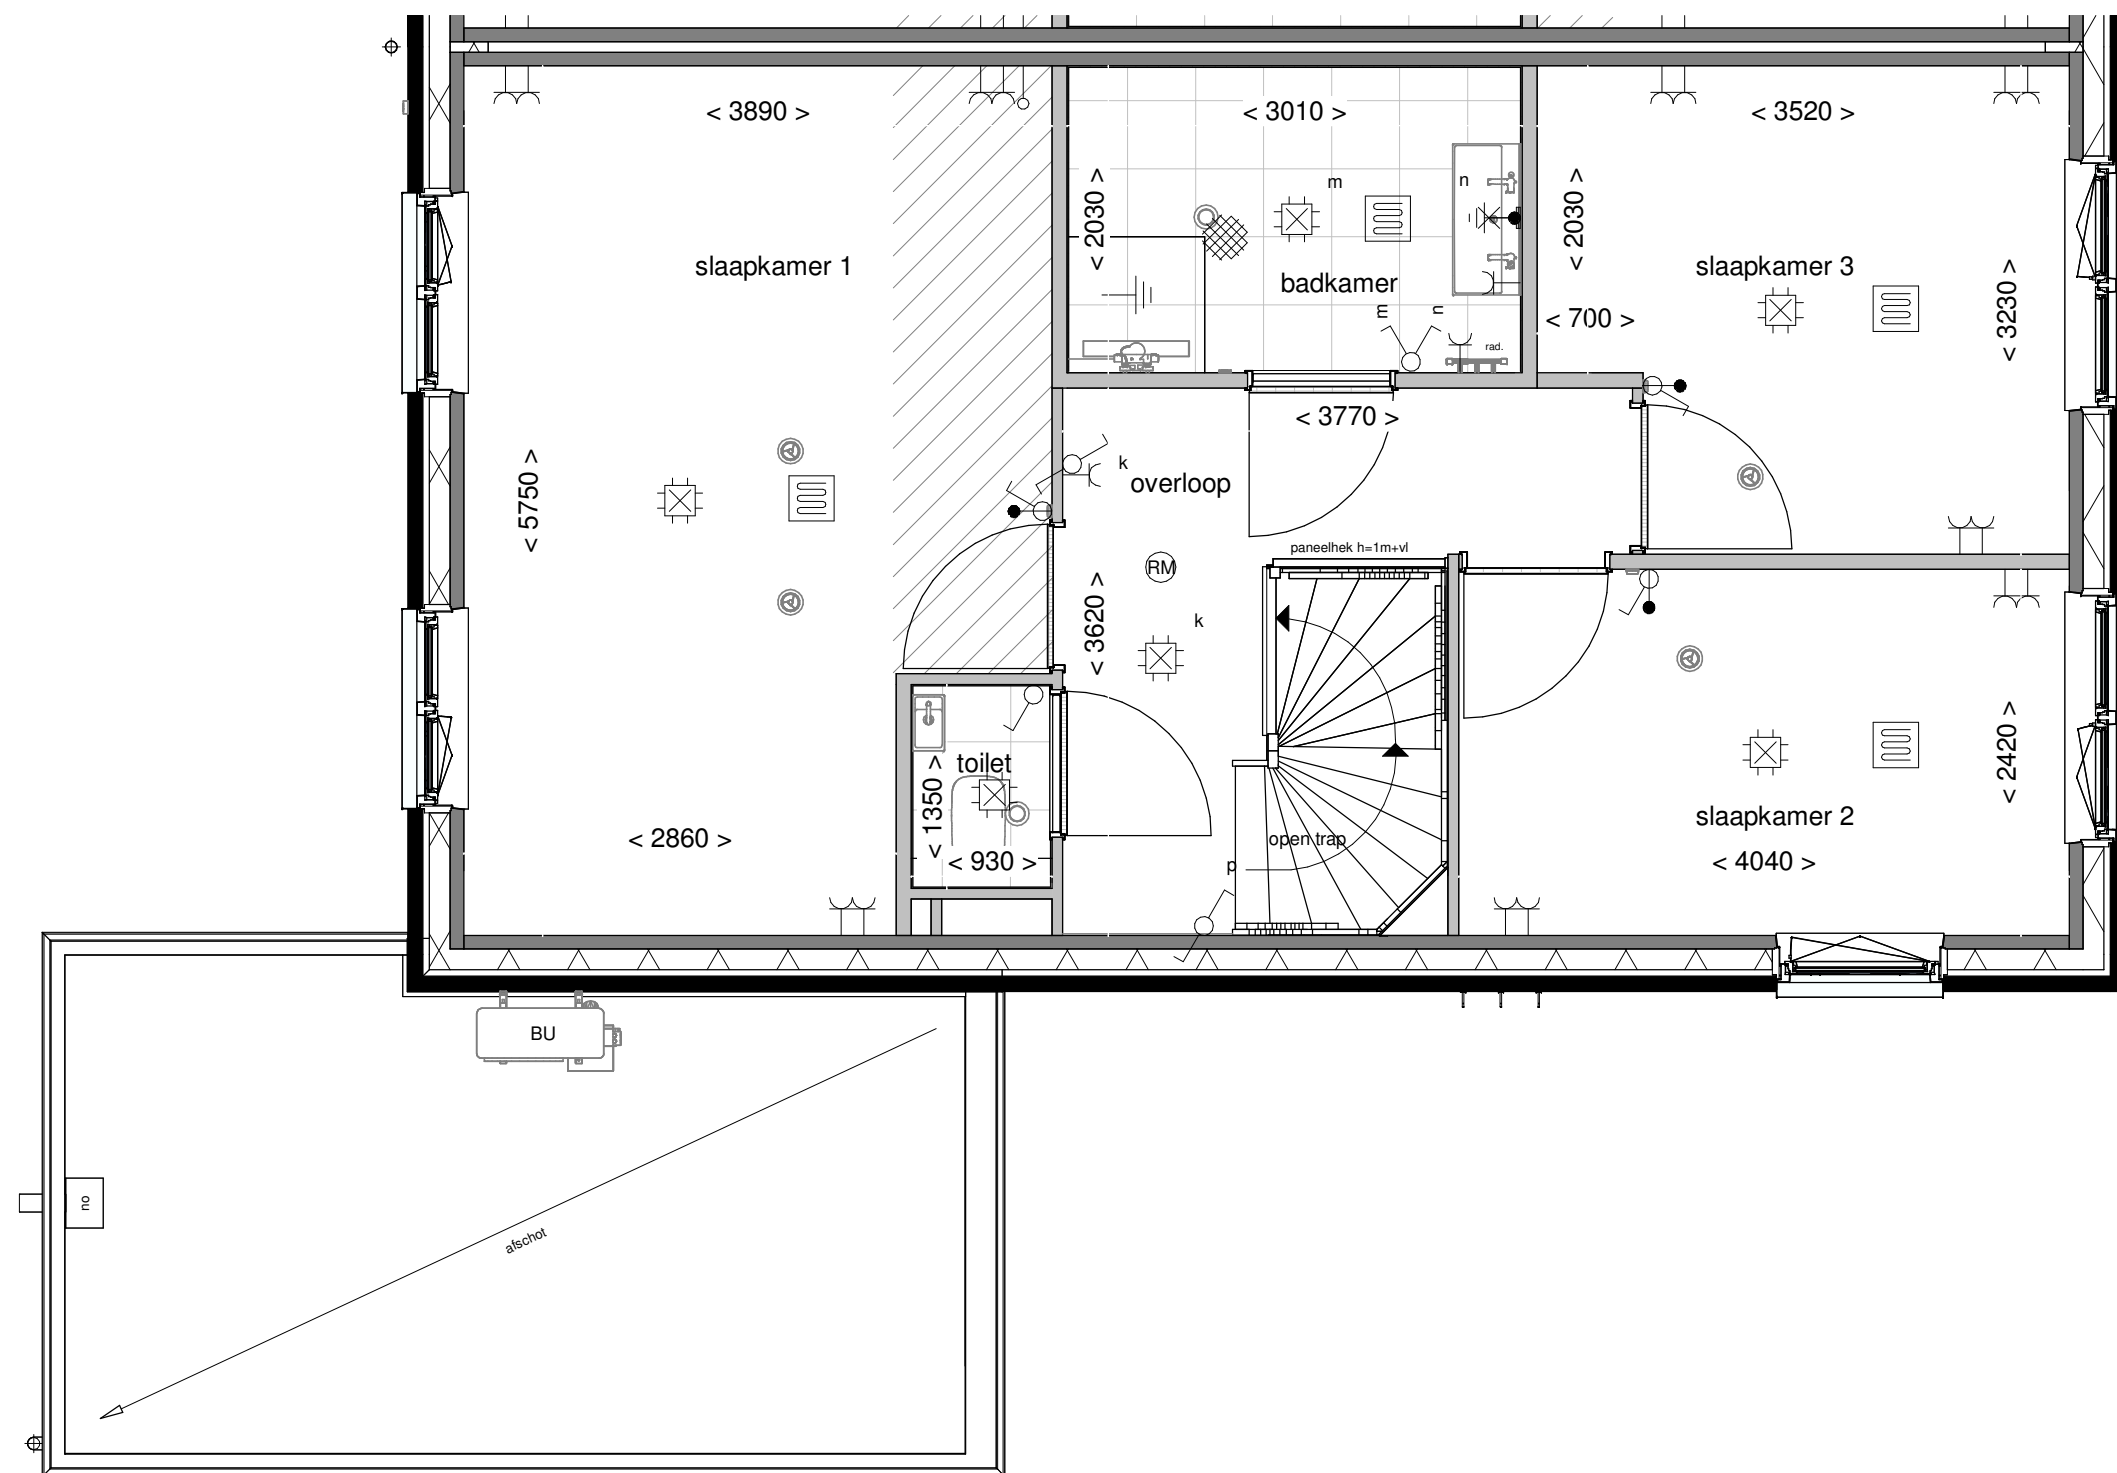 < 3890 >
< 3010 >
< 3520 >
m
n
< 2030 >
< 2030 >
slaapkamer 1
badkamer
slaapkamer 3
m
n
< 700 >
< 3230 >
rad.
< 3770 >
k
overloop
< 5750 >
paneelhek h=1m+vl
RM
< 3620 >
k
toilet
< 1350 >
< 2420 >
slaapkamer 2
< 2860 >
open trap
< 930 >
p
< 4040 >
BU
no
afschot